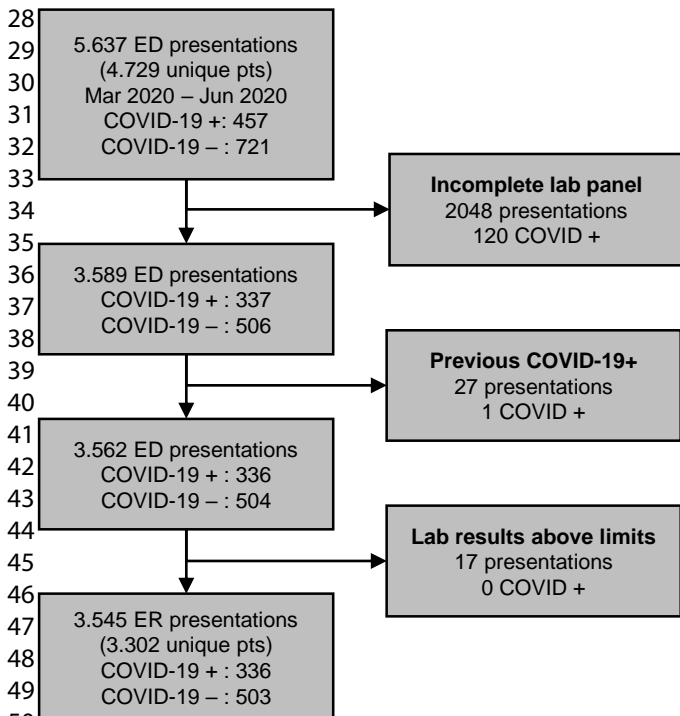 28
29
30
31
32
33
34
35
36
37
38
39
40
41
42
43
44
45
46
47
48
49
5.637 ED presentations
(4.729 unique pts)
Mar 2020 – Jun 2020
COVID-19 +: 457
COVID-19 – : 721
Incomplete lab panel
2048 presentations
120 COVID +
3.589 ED presentations
COVID-19 + : 337
COVID-19 – : 506
Previous COVID-19+
27 presentations
1 COVID +
3.562 ED presentations
COVID-19 + : 336
COVID-19 – : 504
Lab results above limits
17 presentations
0 COVID +
3.545 ER presentations
(3.302 unique pts)
COVID-19 + : 336
COVID-19 – : 503